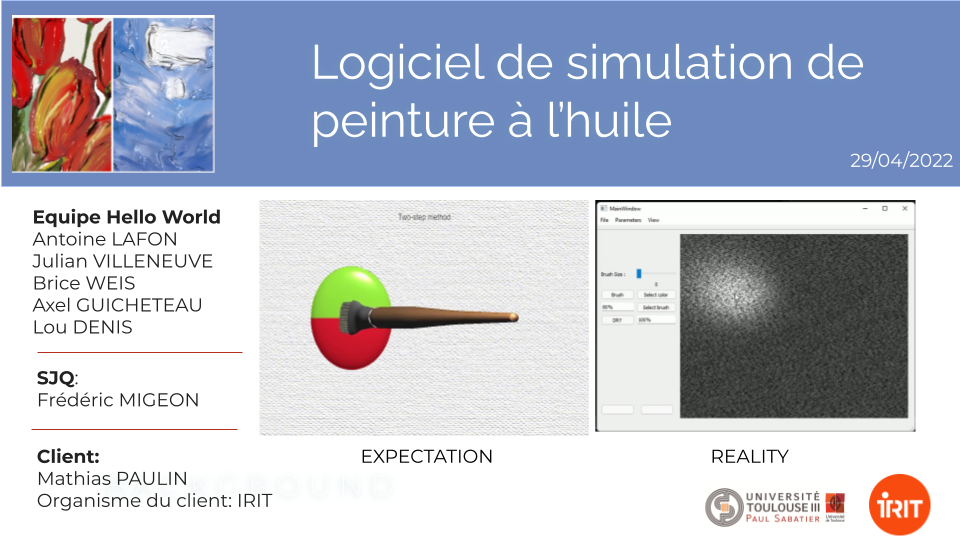 Logiciel de simulation de
peinture à l'huile
29/04/2022
Equipe Hello World
Antoine LAFON
Julian VILLENEUVE
Brice WEIS
Axel GUICHETEAU
Lou DENIS
SJQ:
Frédéric MIGEON
Client:
Mathias PAULIN
Organisme du client: IRIT
Two-step method
EXPECTATION
MainWindow
File Parameters View
Brush Size :
0
Brush Select color
80% Select brush
DRY 100%
REALITY
UNIVERSITÉ
TOULOUSE III
PAUL SABATIER
Université
de Toulouse
IRIT